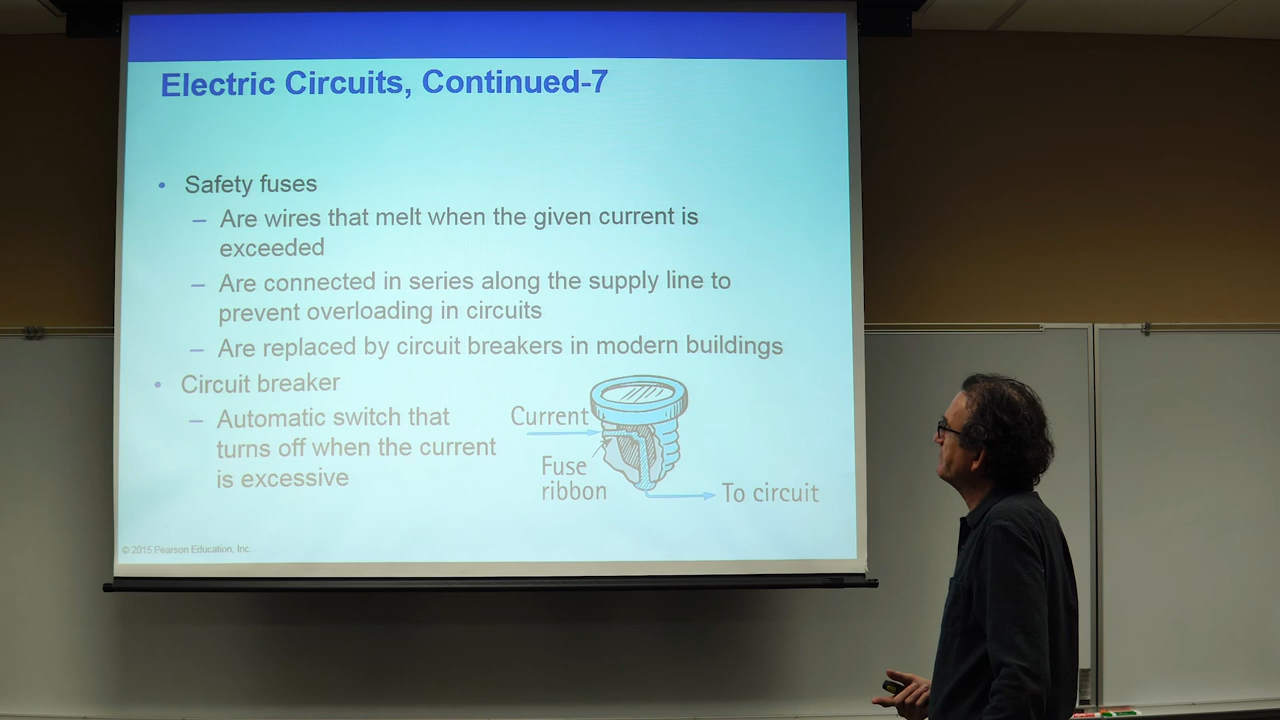 Electric Circuits, Continued-7
• Safety fuses
– Are wires that melt when the given current is
exceeded
– Are connected in series along the supply line to
prevent overloading in circuits
– Are replaced by circuit breakers in modern buildings
• Circuit breaker
– Automatic switch that
turns off when the current
is excessive
Current
Fuse
ribbon
To circuit
© 2015 Pearson Education, Inc.